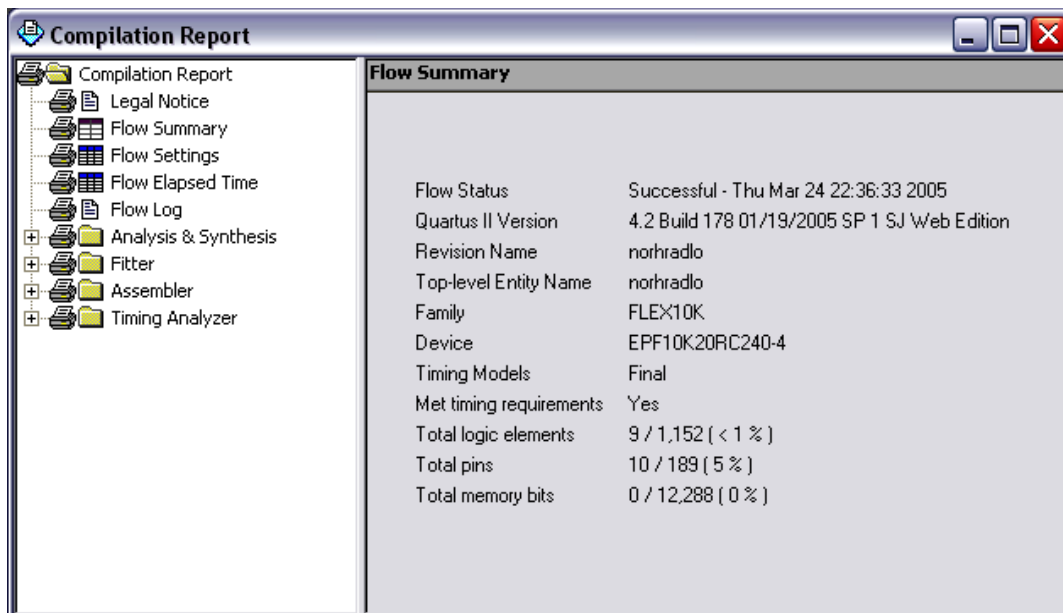 Compilation Report
Compilation Report
Legal Notice
Flow Summary
Flow Settings
Flow Elapsed Time
Flow Log
Analysis & Synthesis
Fitter
Assembler
Timing Analyzer
Flow Summary
Flow Status Successful - Thu Mar 24 22:36:33 2005
Quartus II Version 4.2 Build 178 01/19/2005 SP 1 SJ Web Edition
Revision Name norhradlo
Top-level Entity Name norhradlo
Family FLEX10K
Device EPF10K20RC240-4
Timing Models Final
Met timing requirements Yes
Total logic elements 9 / 1,152 ( < 1 % )
Total pins 10 / 189 ( 5 % )
Total memory bits 0 / 12,288 ( 0 % )